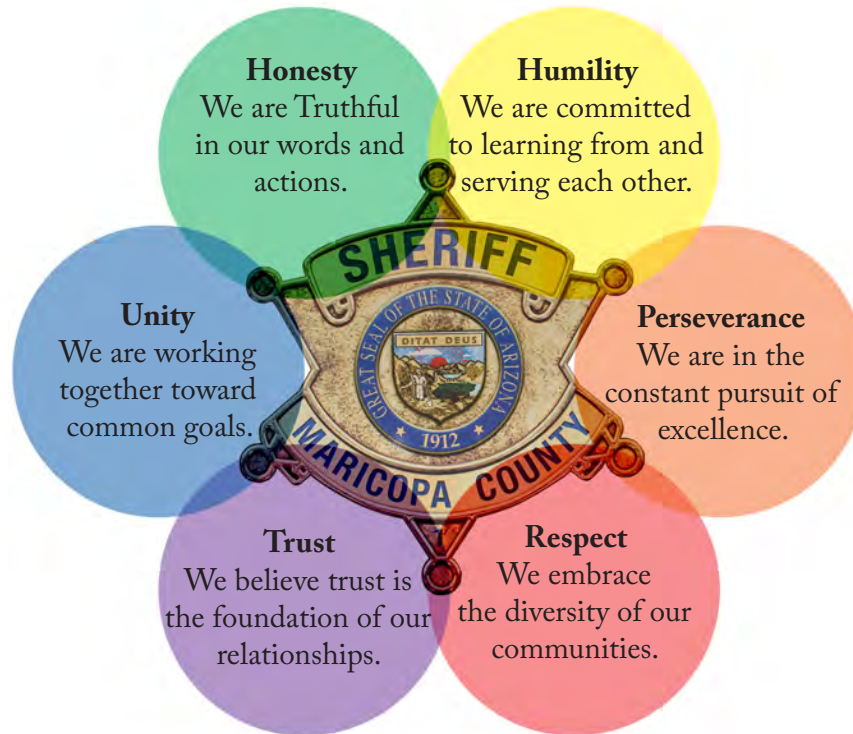 Honesty
We are Truthful
in our words and
actions.
Humility
We are committed
to learning from and
serving each other.
Unity
We are working
together toward
common goals.
SHERIFF
GREAT SEAL OF THE STATE OF ARIZONA
DITAT DEUS
1912
MARICOPA COUNTY
Perseverance
We are in the
constant pursuit of
excellence.
Trust
We believe trust is
the foundation of our
relationships.
Respect
We embrace
the diversity of our
communities.